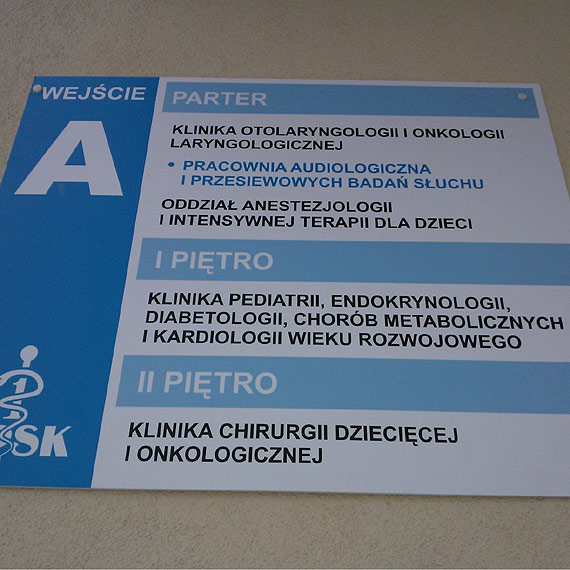 WEJŚCIE
A
PARTER
KLINIKA OTOLARYNGOLOGII I ONKOLOGII
LARYNGOLOGICZNEJ
• PRACOWNIA AUDIOLOGICZNA
I PRZESIEWOWYCH BADAŃ SŁUCHU
ODDZIAŁ ANESTEZJOLOGII
I INTENSYWNEJ TERAPII DLA DZIECI
I PIĘTRO
KLINIKA PEDIATRII, ENDOKRYNOLOGII,
DIABETOLOGII, CHORÓB METABOLICZNYCH
I KARDIOLOGII WIEKU ROZWOJOWEGO
II PIĘTRO
KLINIKA CHIRURGII DZIECIĘCEJ
I ONKOLOGICZNEJ
1
SK